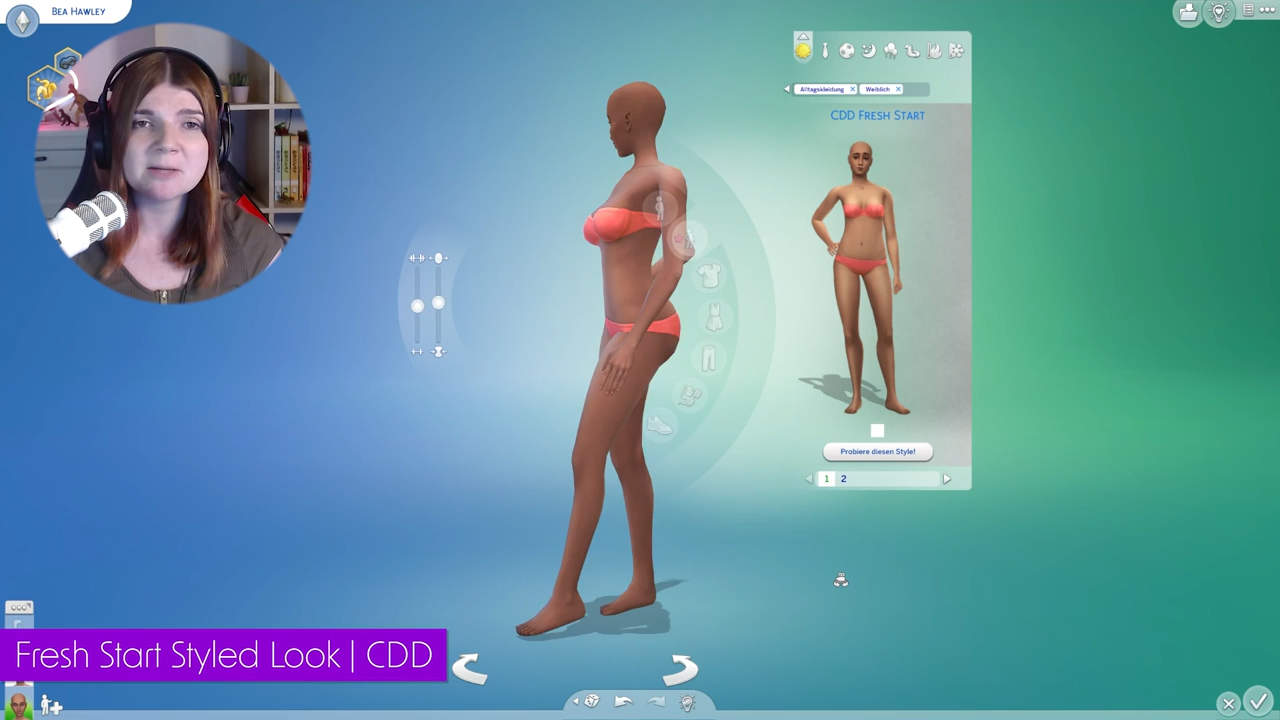 Bea Hawley
Alltagskleidung
Weiblich
CDD Fresh Start
Probiere diesen Style!
1 2
Fresh Start Styled Look | CDD